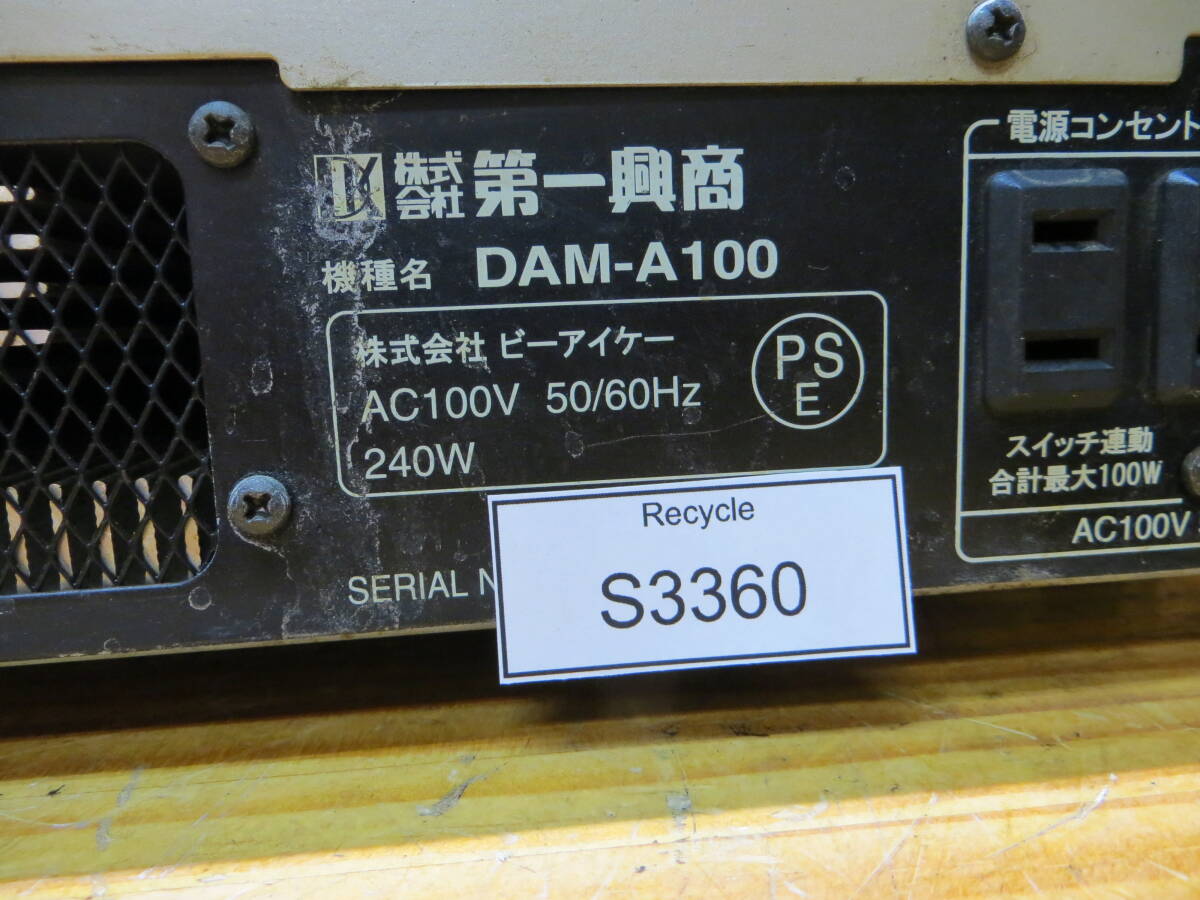 DK 株式会社 第一興商
機種名 DAM-A100
株式会社 ビーアイケー
AC100V 50/60Hz
240W
PSE
SERIAL N
Recycle
S3360
電源コンセント
スイッチ連動
合計最大100W
AC100V